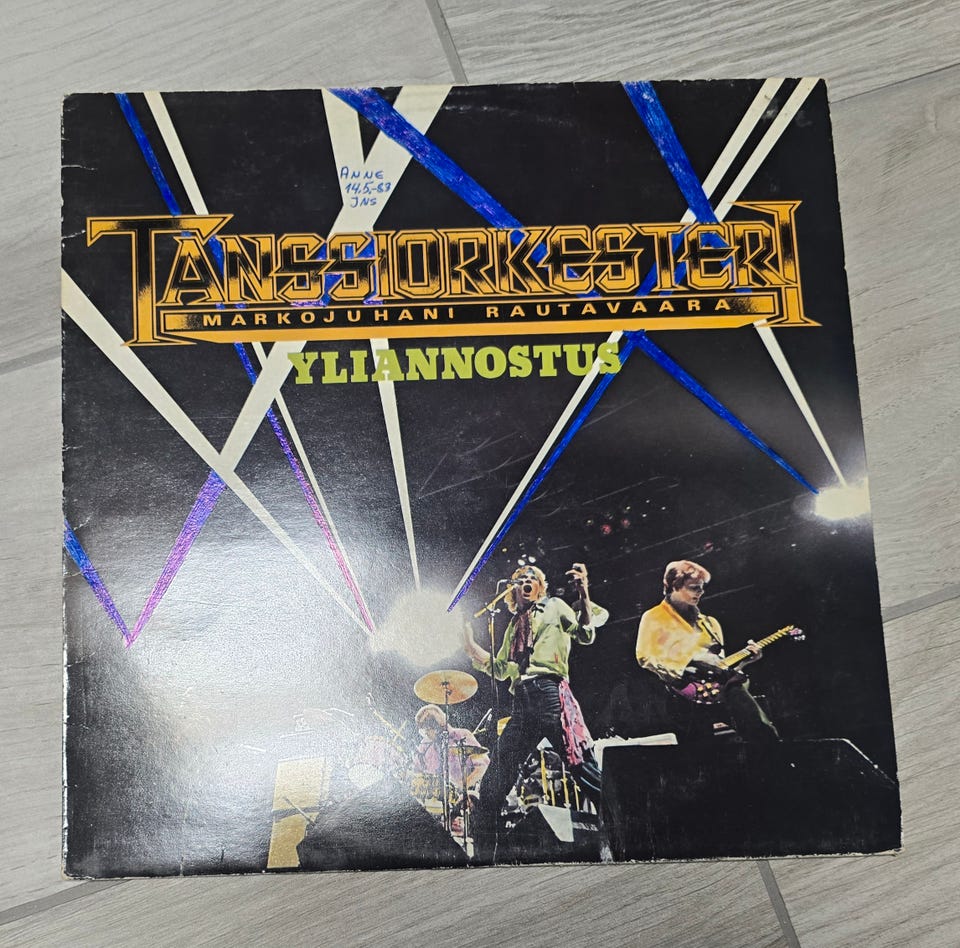 ANNE
14.5.-83
JNS
TANSSIORKESTERI
MARKOJUHANI RAUTAVAARA
YLIANNOSTUS